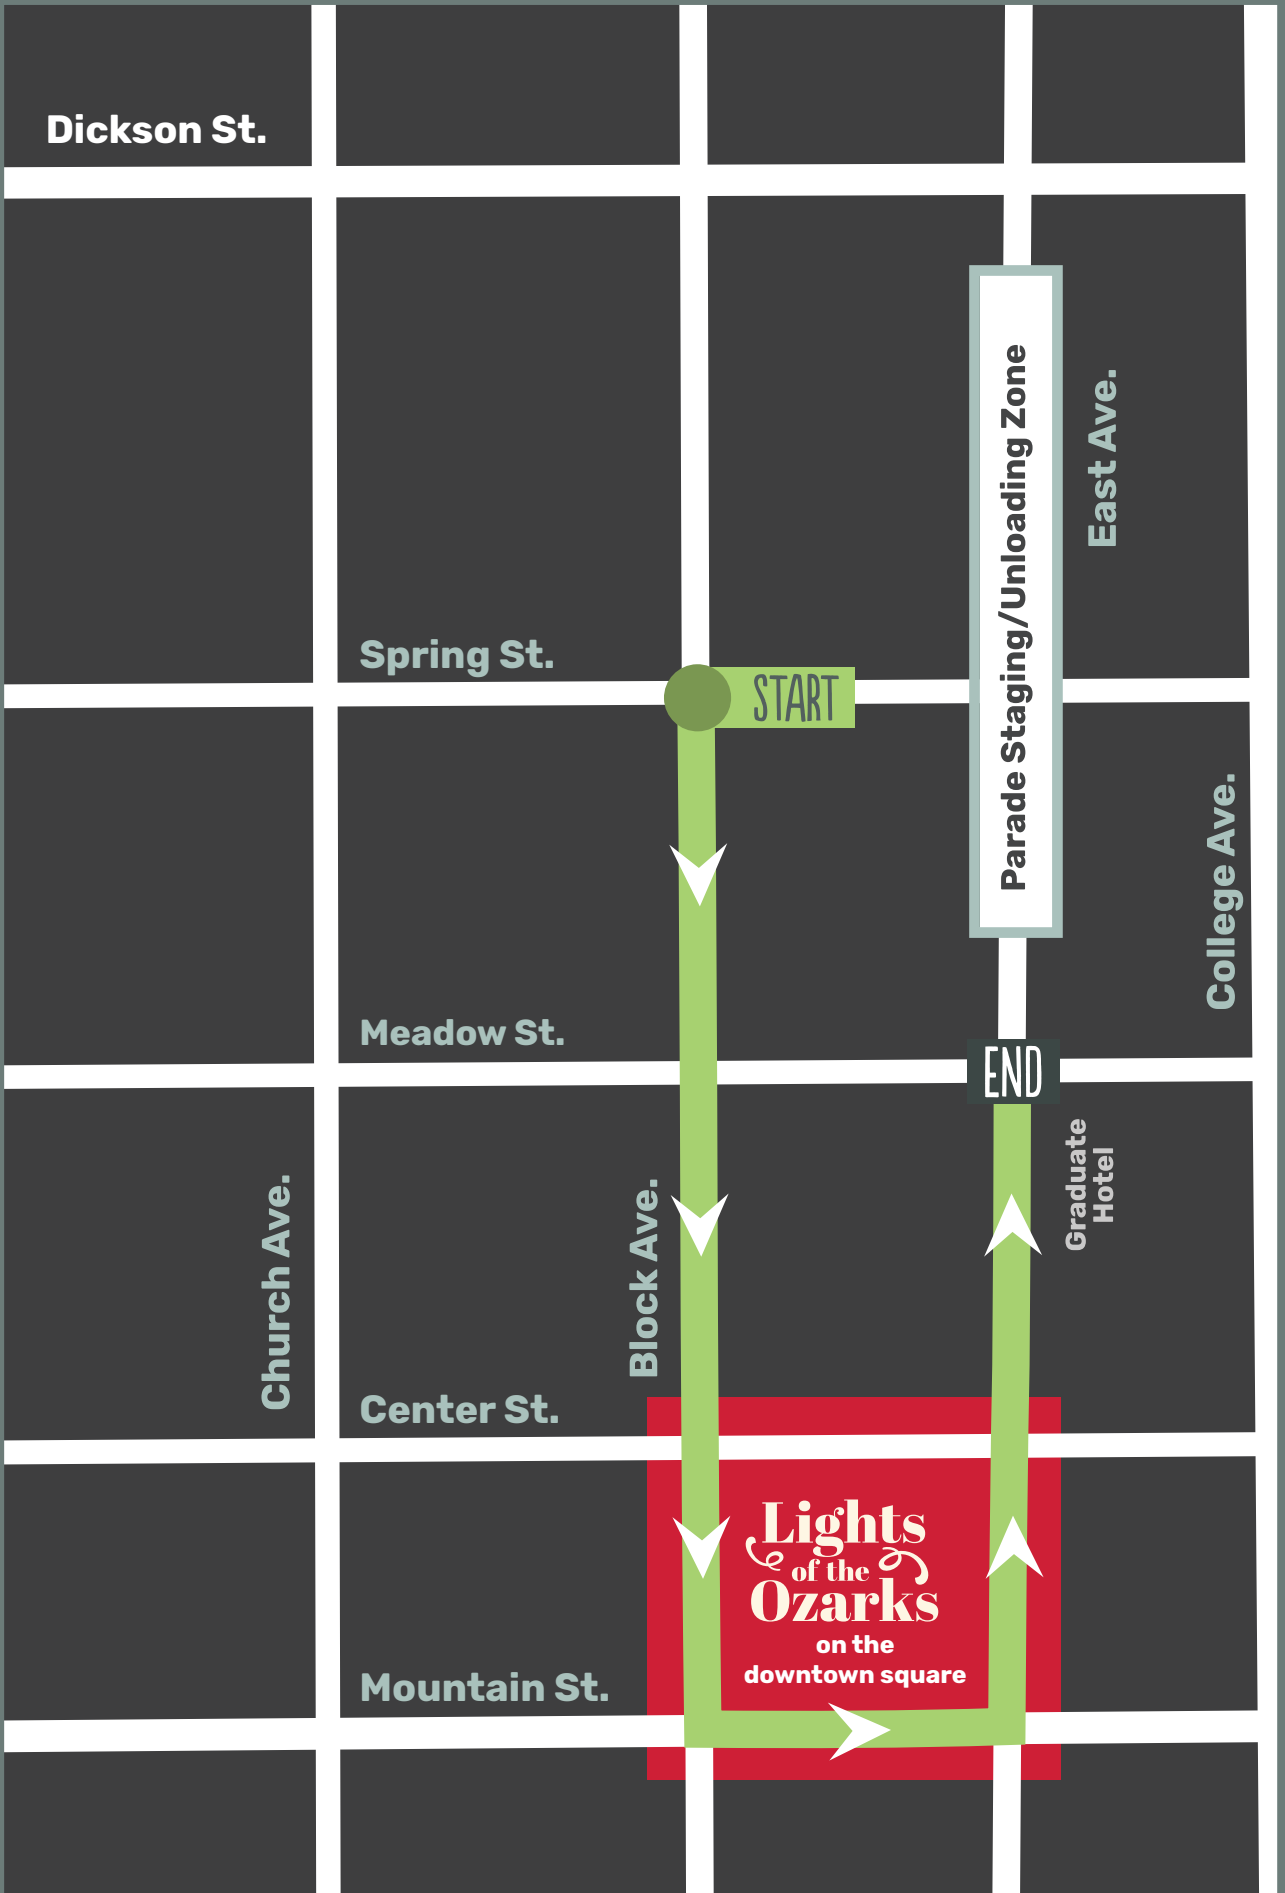 Dickson St.
Parade Staging/Unloading Zone
East Ave.
Spring St.
START
College Ave.
Meadow St.
END
Graduate
Hotel
Church Ave.
Block Ave.
Center St.
Lights
of the
Ozarks
on the
downtown square
Mountain St.